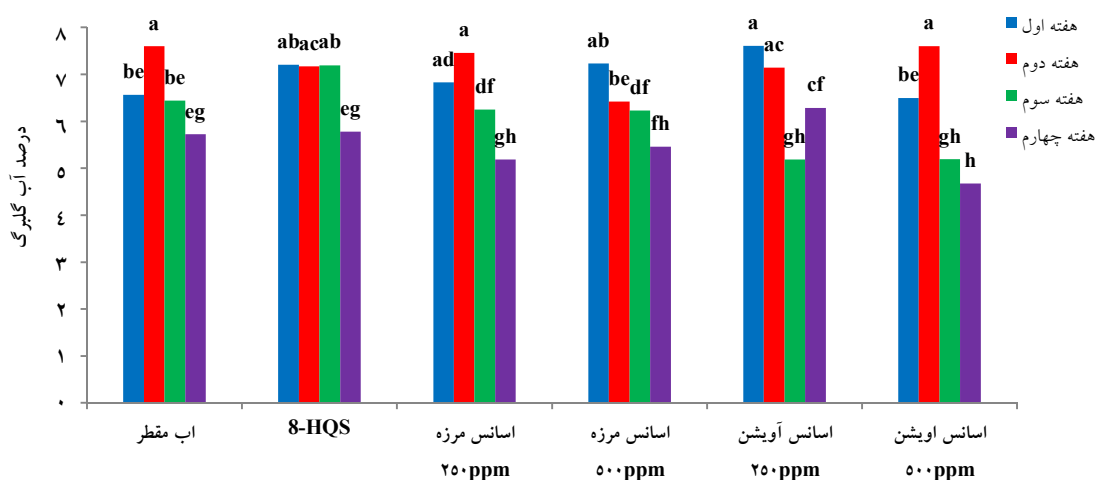 هفته اول
هفته دوم
هفته سوم
هفته چهارم
درصد آب گلبرگ
۸
۷
۶
۵
۴
۳
۲
۱
۰
be a be eg
ab ac ab eg
ad a df gh
ab be df fh
a ac gh cf
be a gh h
اب مقطر
8-HQS
اسانس مرزه
۲۵۰ppm
اسانس مرزه
۵۰۰ppm
اسانس آویشن
۲۵۰ppm
اسانس اویشن
۵۰۰ppm